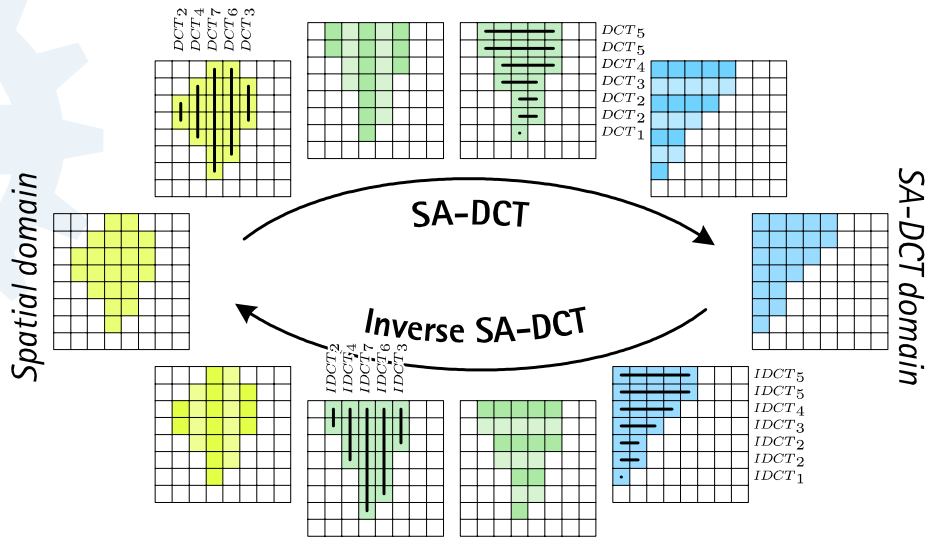 DCT2
DCT4
DCT7
DCT6
DCT3
DCT5
DCT5
DCT4
DCT3
DCT2
DCT2
DCT1
Spatial domain
SA-DCT
SA-DCT domain
Inverse SA-DCT
IDCT2
IDCT4
IDCT7
IDCT6
IDCT3
IDCT5
IDCT5
IDCT4
IDCT3
IDCT2
IDCT2
IDCT1